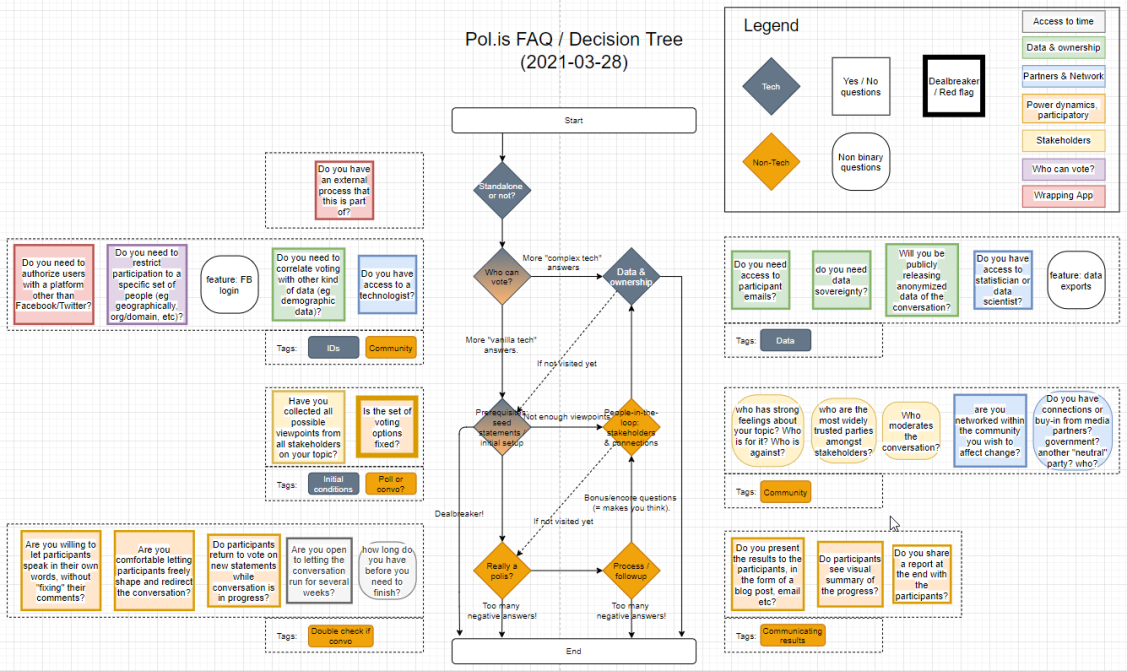 Pol.is FAQ / Decision Tree
(2021-03-28)
Legend
Tech
Yes / No
questions
Dealbreaker
/ Red flag
Non-Tech
Non binary
questions
Access to time
Data & ownership
Partners & Network
Power dynamics,
participatory
Stakeholders
Who can vote?
Wrapping App
Start
Standalone
or not?
Do you have
an external
process that
this is part
of?
Who can
vote?
More "complex tech"
answers
Data &
ownership
Do you need to
authorize users
with a platform
other than
Facebook/Twitter?
Do you need to
restrict
participation to a
specific set of
people (eg
geographically,
org/domain, etc)?
feature: FB
login
Do you need to
correlate voting
with other kind
of data (eg
demographic
data)?
Do you have
access to a
technologist?
Tags:
IDs
Community
Do you need
access to
participant
emails?
do you need
data
sovereignty?
Will you be
publicly
releasing
anonymized
data of the
conversation?
Do you have
access to
statistician or
data
scientist?
feature: data
exports
Tags:
Data
More "vanilla tech"
answers.
If not visited yet
Have you
collected all
possible
viewpoints from
all stakeholders
on your topic?
Is the set of
voting
options
fixed?
Tags:
Initial
conditions
Poll or
convo?
Prerequisites:
seed
statements /
initial setup
Not enough viewpoints
People-in-the-
loop:
stakeholders
& connections
who has strong
feelings about
your topic? Who
is for it? Who is
against?
who are the
most widely
trusted parties
amongst
stakeholders?
Who
moderates
the
conversation?
are you
networked within
the community
you wish to
affect change?
Do you have
connections or
buy-in from media
partners?
government?
another "neutral"
party? who?
Tags:
Community
Dealbreaker!
Bonus/encore questions
(= makes you think).
If not visited yet
Are you willing to
let participants
speak in their own
words, without
"fixing" their
comments?
Are you
comfortable letting
participants freely
shape and redirect
the conversation?
Do participants
return to vote on
new statements
while
conversation is
in progress?
Are you open
to letting the
conversation
run for several
weeks?
how long do
you have
before you
need to
finish?
Tags:
Double check if
convo
Really a
polis?
Process /
followup
Too many
negative answers!
Too many
negative answers!
Do you present
the results to the
participants, in
the form of a
blog post, email
etc?
Do participants
see visual
summary of
the progress?
Do you share
a report at
the end with
the
participants?
Tags:
Communicating
results
End